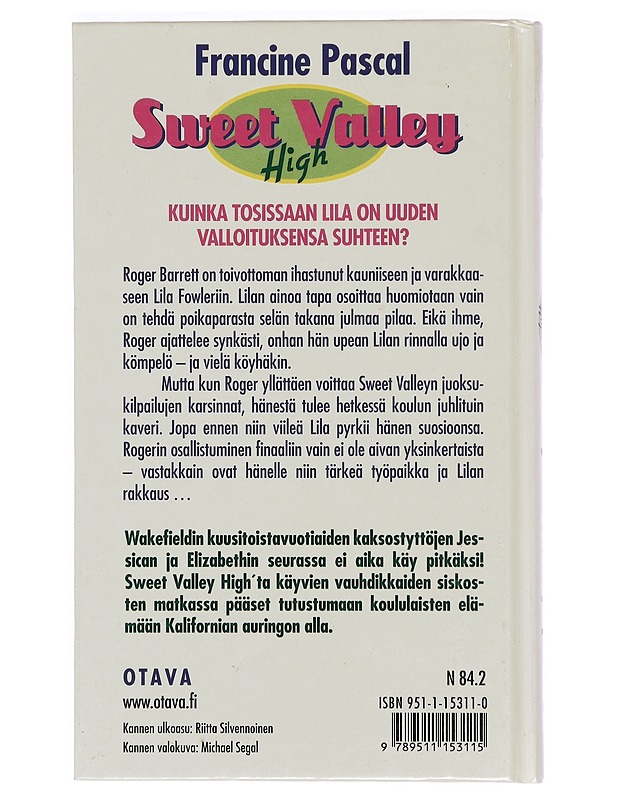 Francine Pascal
Sweet Valley
High
KUINKA TOSISSAAN LILA ON UUDEN
VALLOITUKSENSA SUHTEEN?
Roger Barrett on toivottoman ihastunut kauniiseen ja varakkaa-
seen Lila Fowleriin. Lilan ainoa tapa osoittaa huomiotaan vain
on tehdä poikaparasta selän takana julmaa pilaa. Eikä ihme,
Roger ajattelee synkästi, onhan hän upean Lilan rinnalla ujo ja
kömpelö – ja vielä köyhäkin.
Mutta kun Roger yllättäen voittaa Sweet Valleyn juoksu-
kilpailujen karsinnat, hänestä tulee hetkessä koulun juhlituin
kaveri. Jopa ennen niin viileä Lila pyrkii hänen suosioonsa.
Rogerin osallistuminen finaaliin vain ei ole aivan yksinkertaista
– vastakkain ovat hänelle niin tärkeä työpaikka ja Lilan
rakkaus ...
Wakefieldin kuusitoistavuotiaiden kaksostyttöjen Jes-
sican ja Elizabethin seurassa ei aika käy pitkäksi!
Sweet Valley High´ta käyvien vauhdikkaiden siskos-
ten matkassa pääset tutustumaan koululaisten elä-
mään Kalifornian auringon alla.
OTAVA
N 84.2
www.otava.fi
ISBN 951-1-15311-0
Kannen ulkoasu: Riitta Silvennoinen
Kannen valokuva: Michael Segal
9 789511 153115